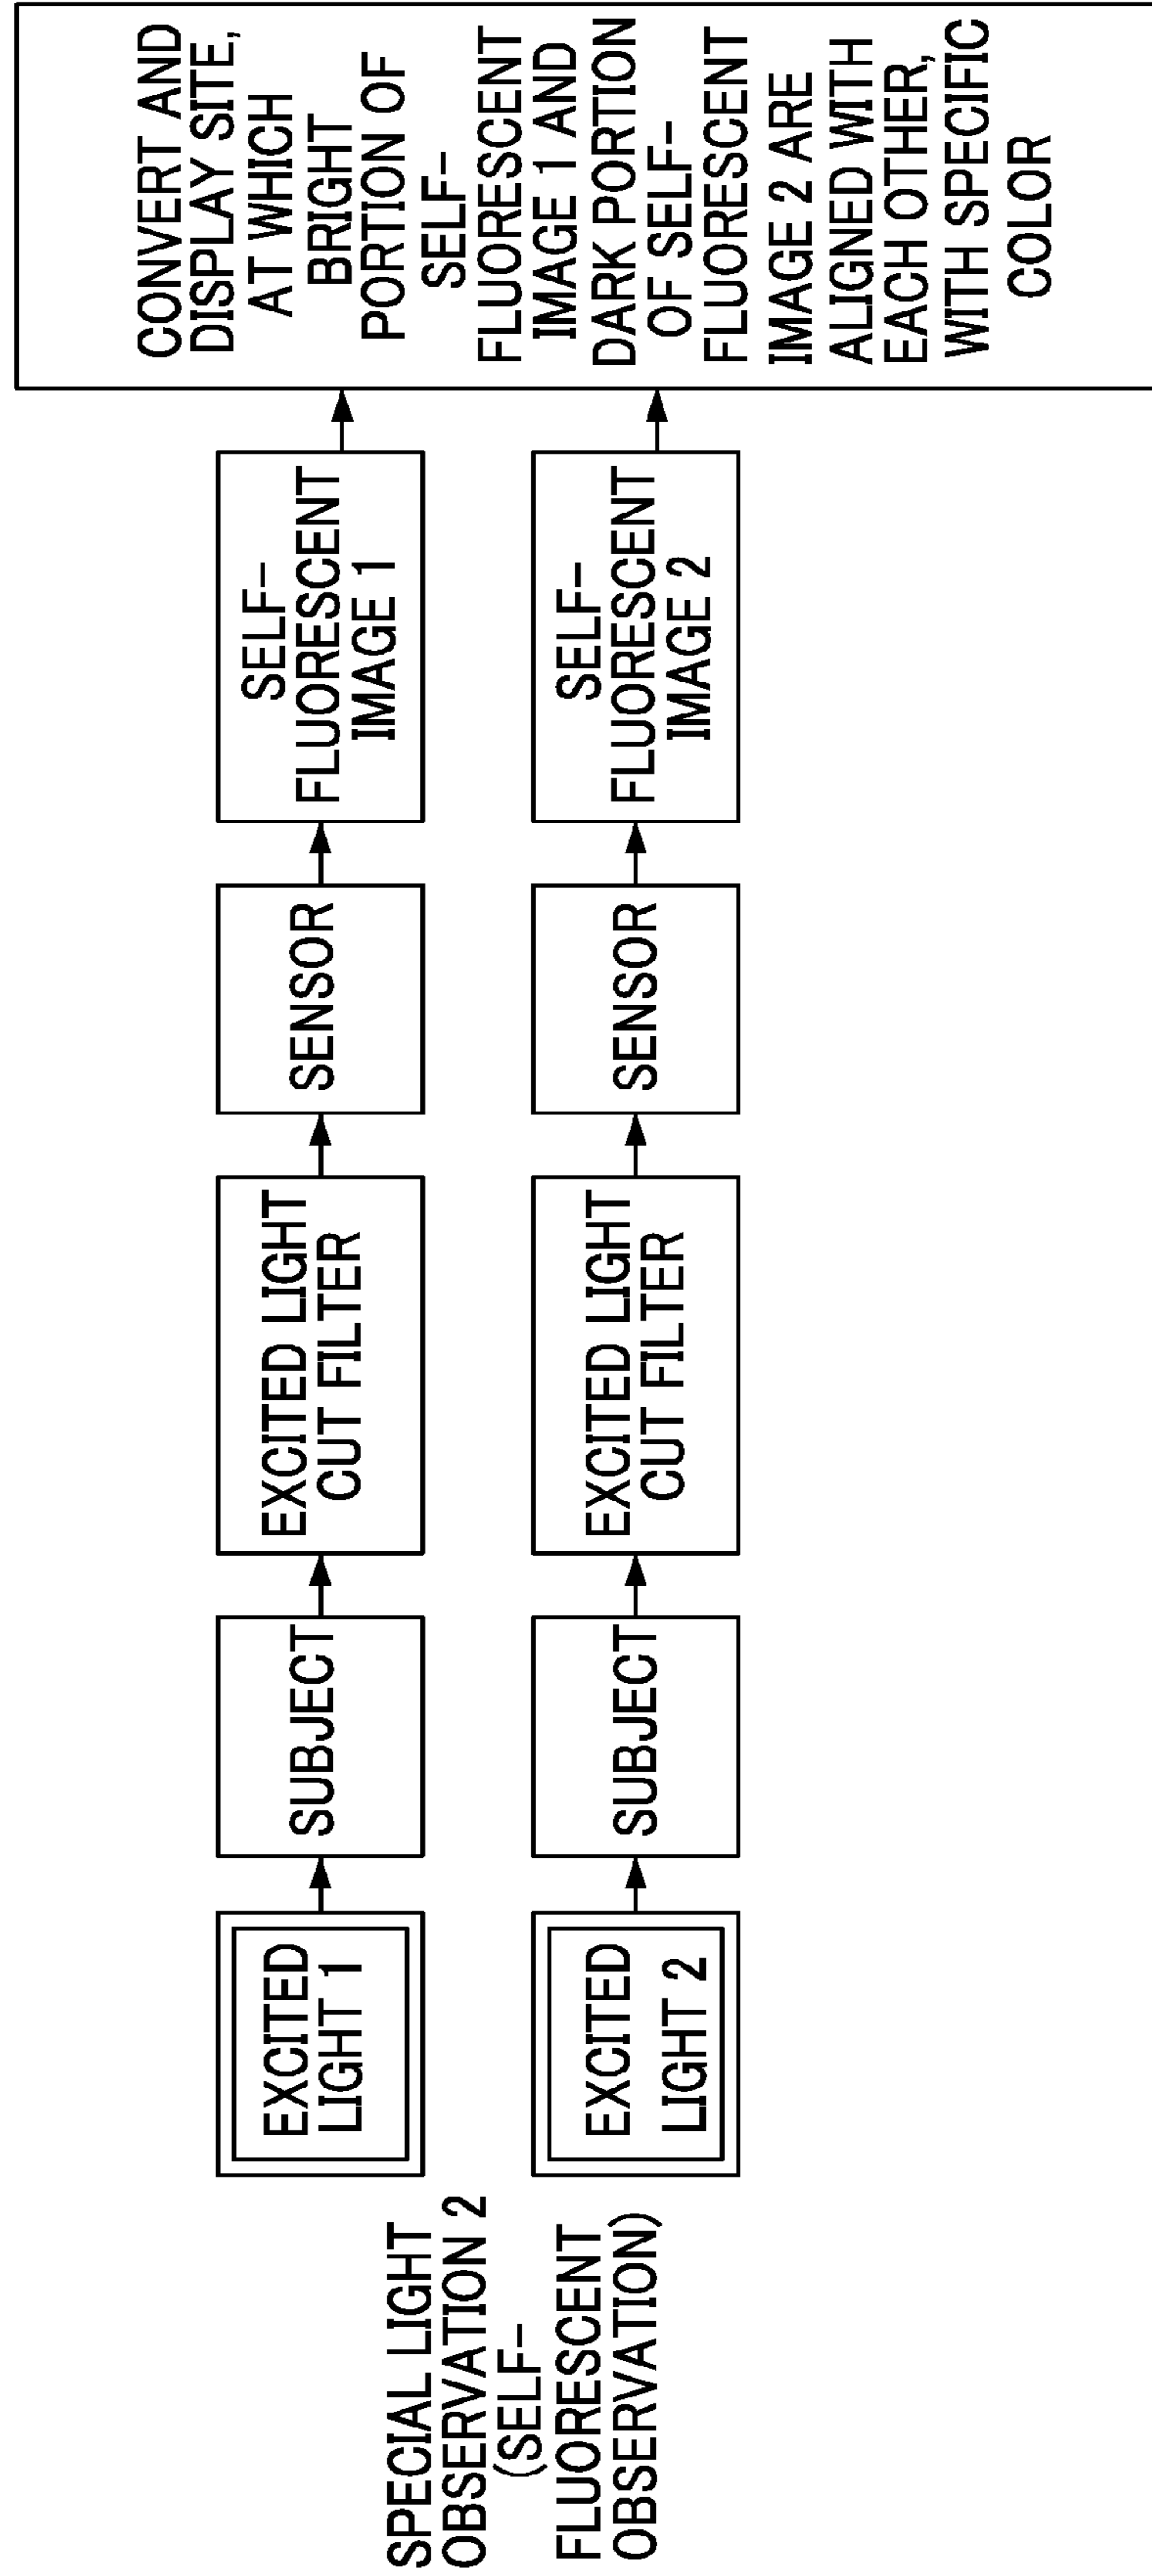 SPECIAL LIGHT
OBSERVATION 2
(SELF-
FLUORESCENT
OBSERVATION)
EXCITED
LIGHT 1
SUBJECT
EXCITED LIGHT
CUT FILTER
SENSOR
SELF-
FLUORESCENT
IMAGE 1
EXCITED
LIGHT 2
SUBJECT
EXCITED LIGHT
CUT FILTER
SENSOR
SELF-
FLUORESCENT
IMAGE 2
CONVERT AND
DISPLAY SITE,
AT WHICH
BRIGHT
PORTION OF
SELF-
FLUORESCENT
IMAGE 1 AND
DARK PORTION
OF SELF-
FLUORESCENT
IMAGE 2 ARE
ALIGNED WITH
EACH OTHER,
WITH SPECIFIC
COLOR